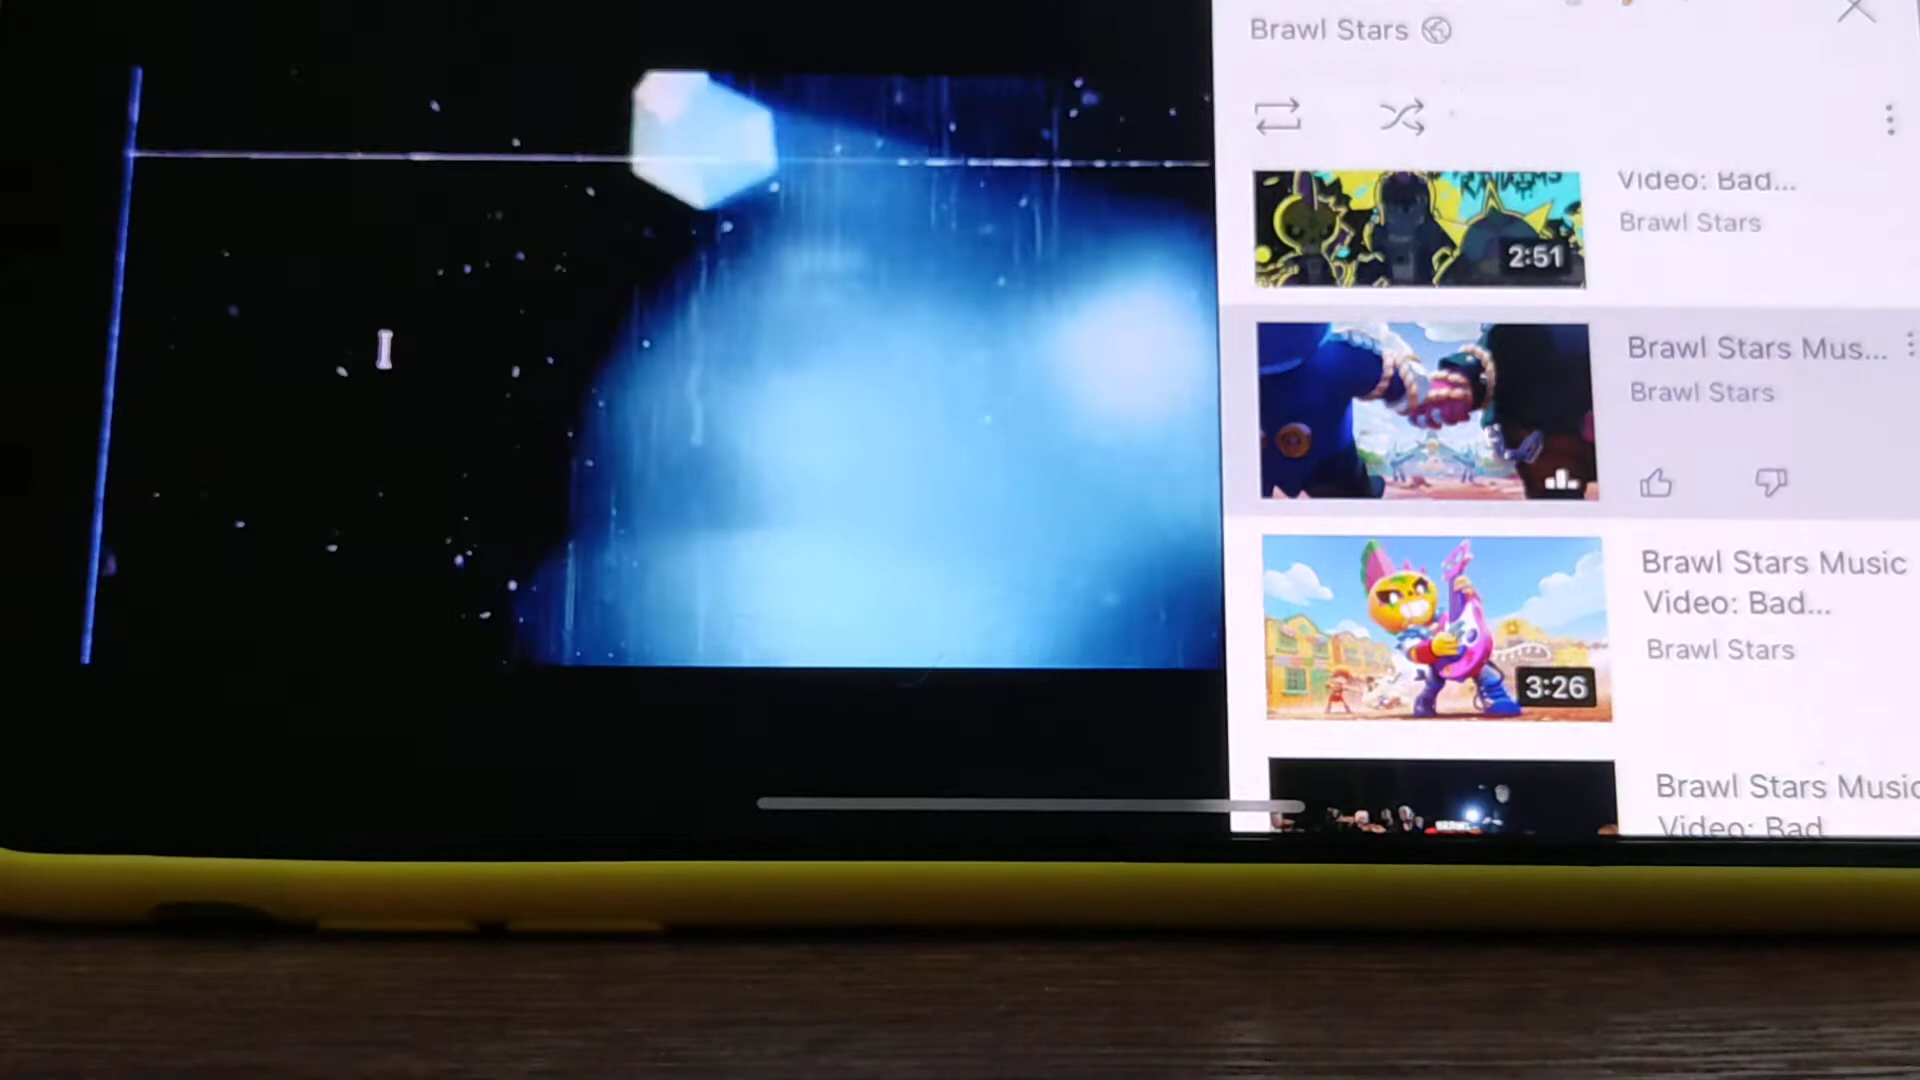 Brawl Stars
Video: Bad...
Brawl Stars
2:51
Brawl Stars Mus...
Brawl Stars
Brawl Stars Music
Video: Bad...
Brawl Stars
3:26
Brawl Stars Music
Video: Bad
I